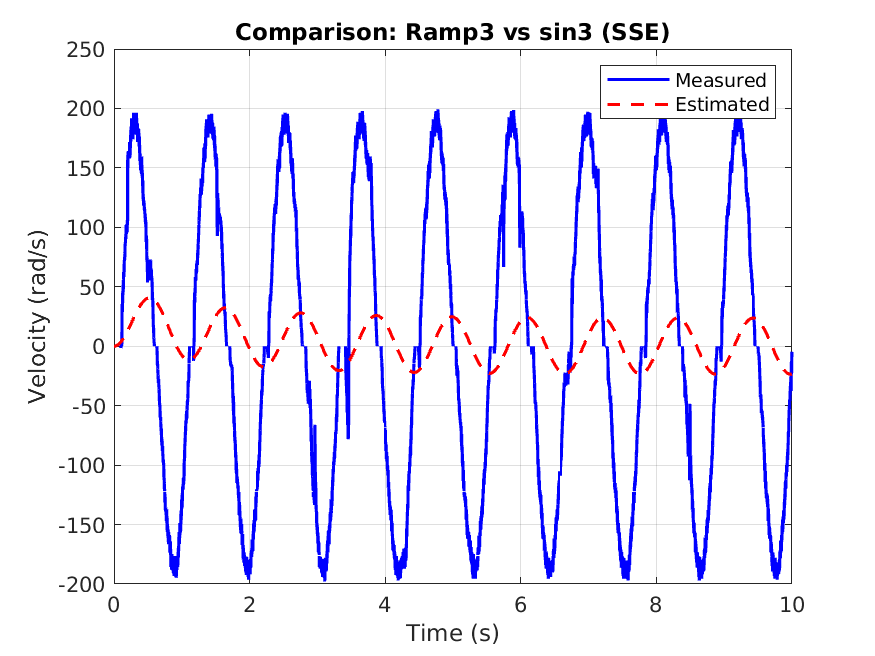 Comparison: Ramp3 vs sin3 (SSE)
Measured
Estimated
Velocity (rad/s)
250
200
150
100
50
0
-50
-100
-150
-200
0 2 4 6 8 10
Time (s)